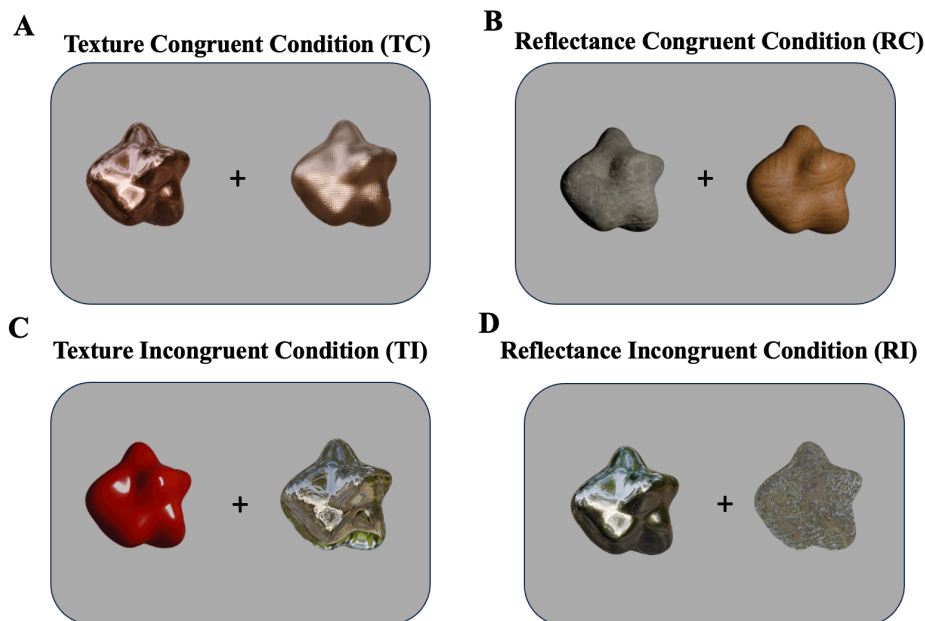 A
Texture Congruent Condition (TC)
+
B
Reflectance Congruent Condition (RC)
+
C
Texture Incongruent Condition (TI)
+
D
Reflectance Incongruent Condition (RI)
+